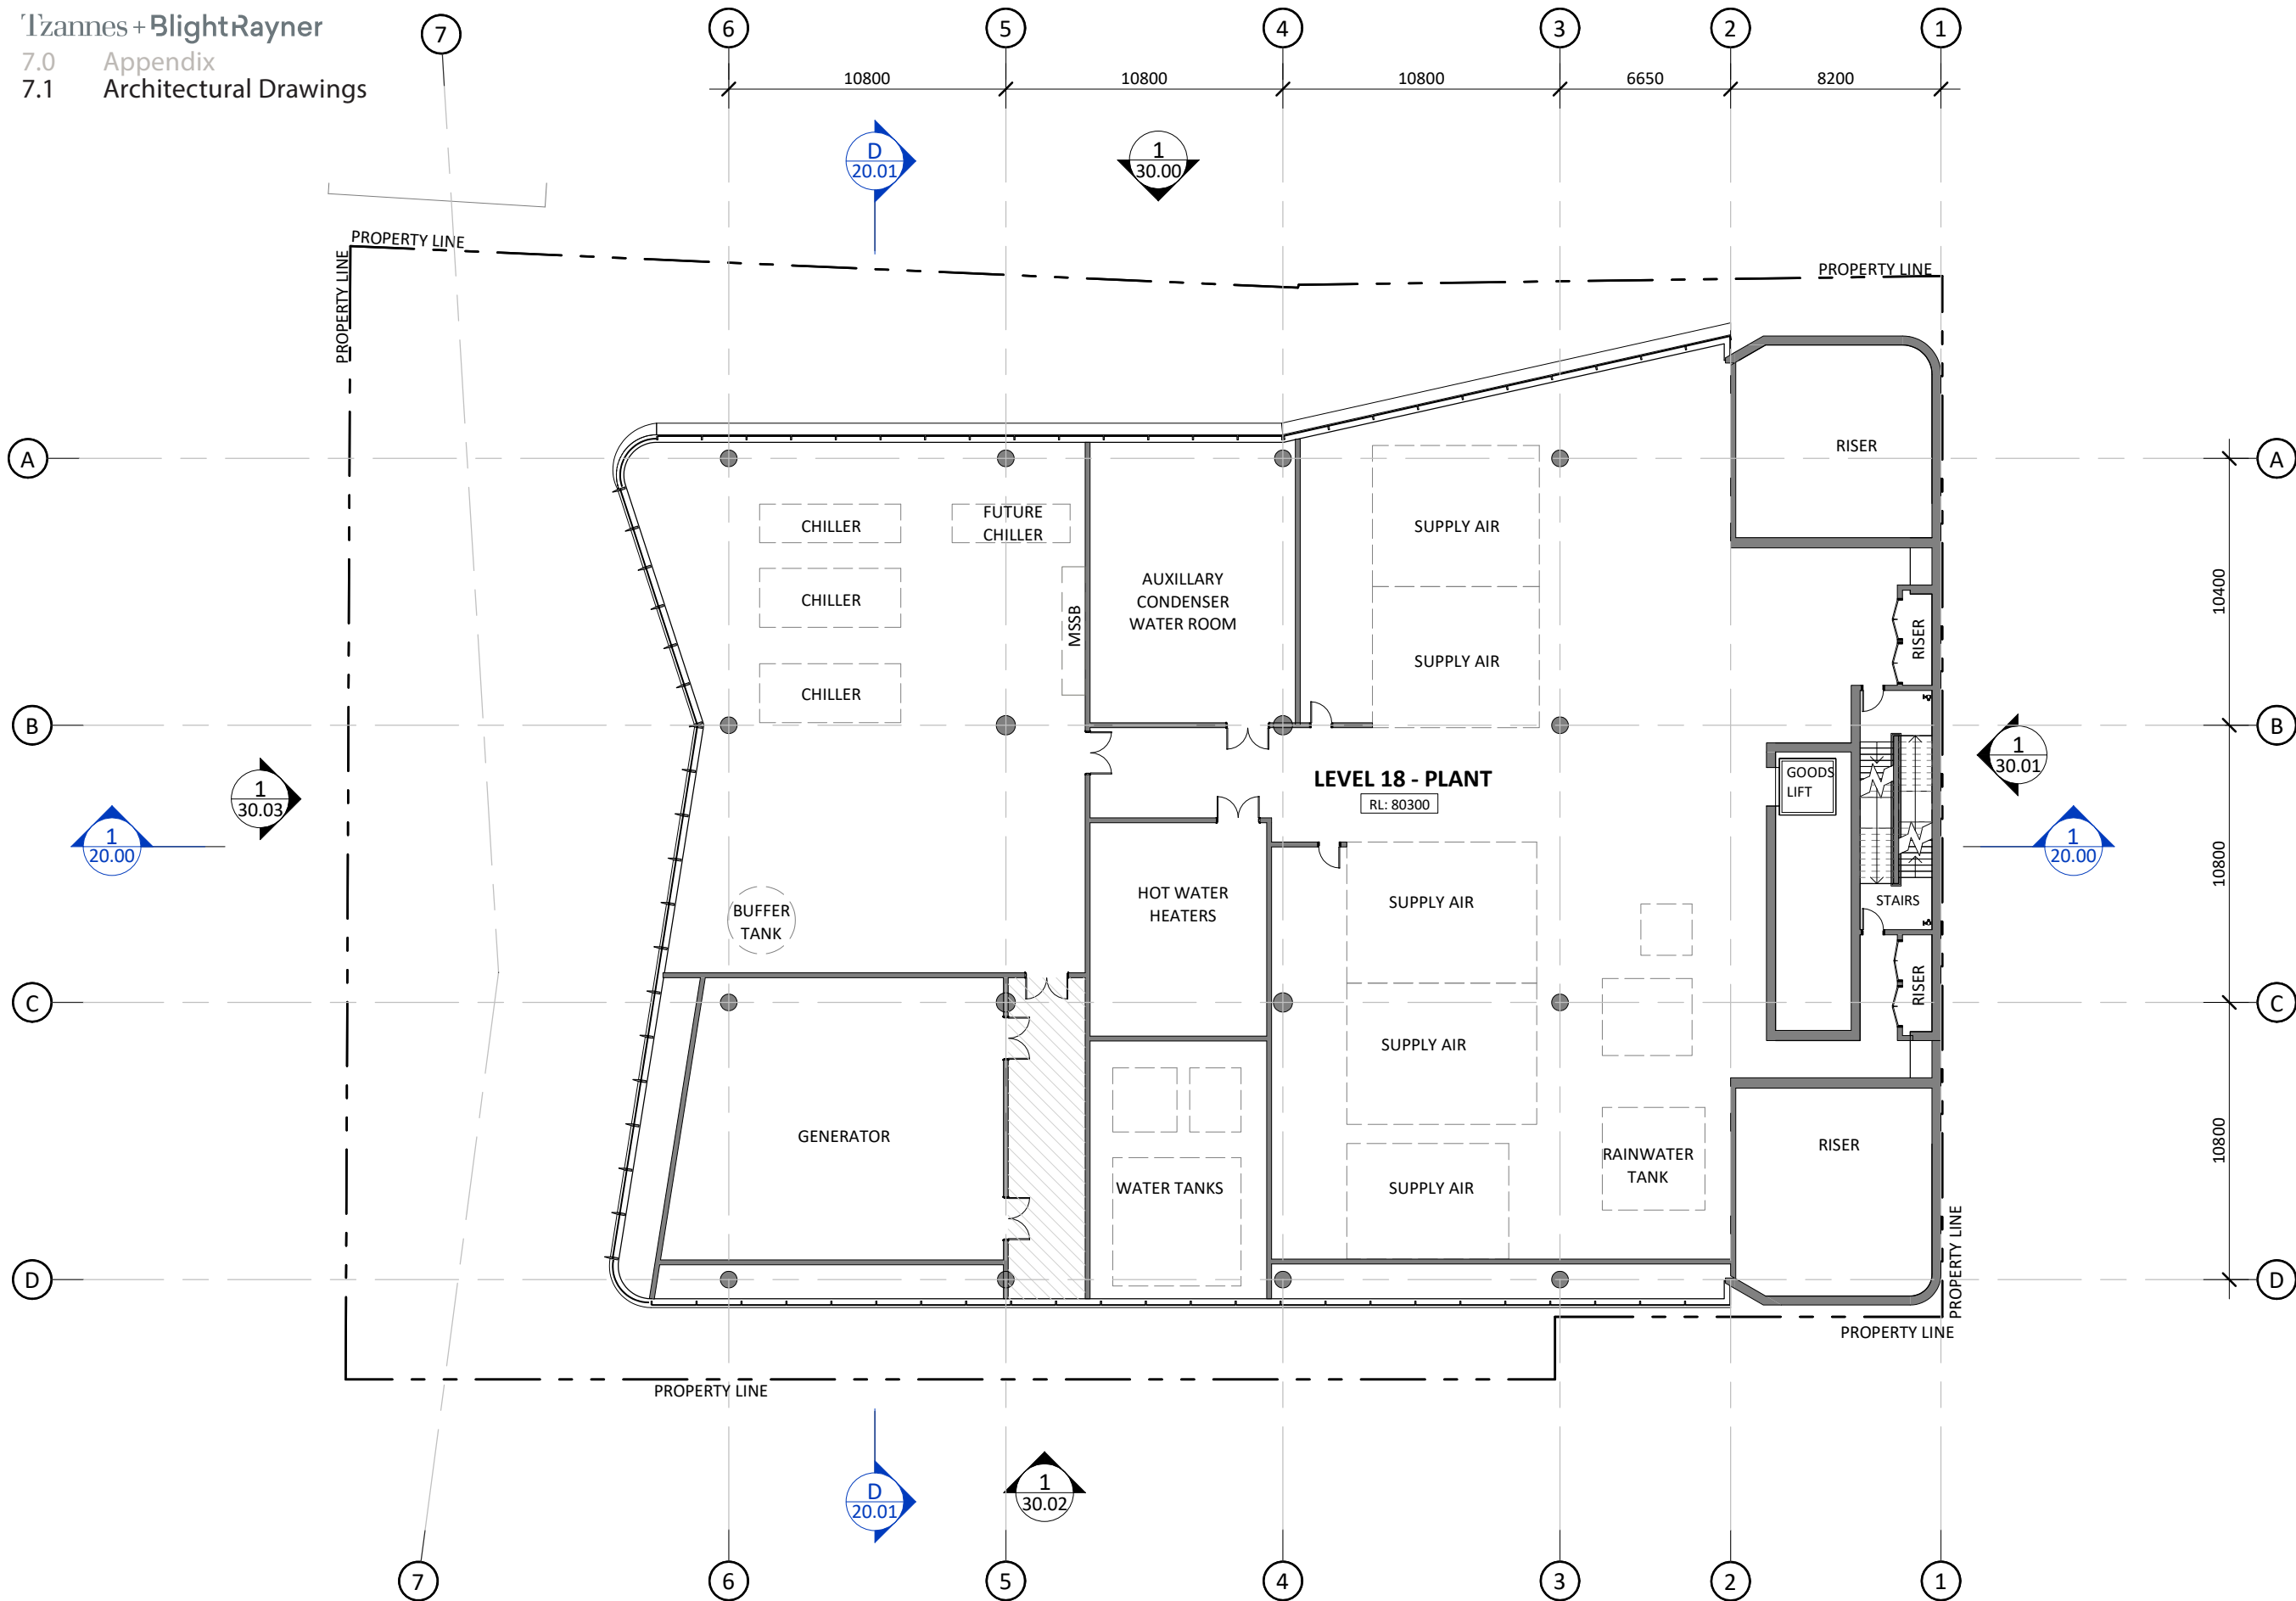 Tzannes + BlightRayner
7.0 Appendix
7.1 Architectural Drawings
7 6 5 4 3 2 1
10800 10800 10800 6650 8200
D
20.01
1
30.00
PROPERTY LINE
PROPERTY LINE
PROPERTY LINE
A
A
RISER
CHILLER
FUTURE
CHILLER
SUPPLY AIR
CHILLER
AUXILLARY
CONDENSER
WATER ROOM
MSSB
10400
RISER
CHILLER
SUPPLY AIR
B
B
1
30.03
1
20.00
LEVEL 18 - PLANT
RL: 80300
GOODS
LIFT
1
30.01
1
20.00
10800
BUFFER
TANK
HOT WATER
HEATERS
SUPPLY AIR
STAIRS
RISER
C
C
SUPPLY AIR
GENERATOR
WATER TANKS
SUPPLY AIR
RAINWATER
TANK
RISER
10800
PROPERTY LINE
D
D
PROPERTY LINE
PROPERTY LINE
D
20.01
1
30.02
7 6 5 4 3 2 1